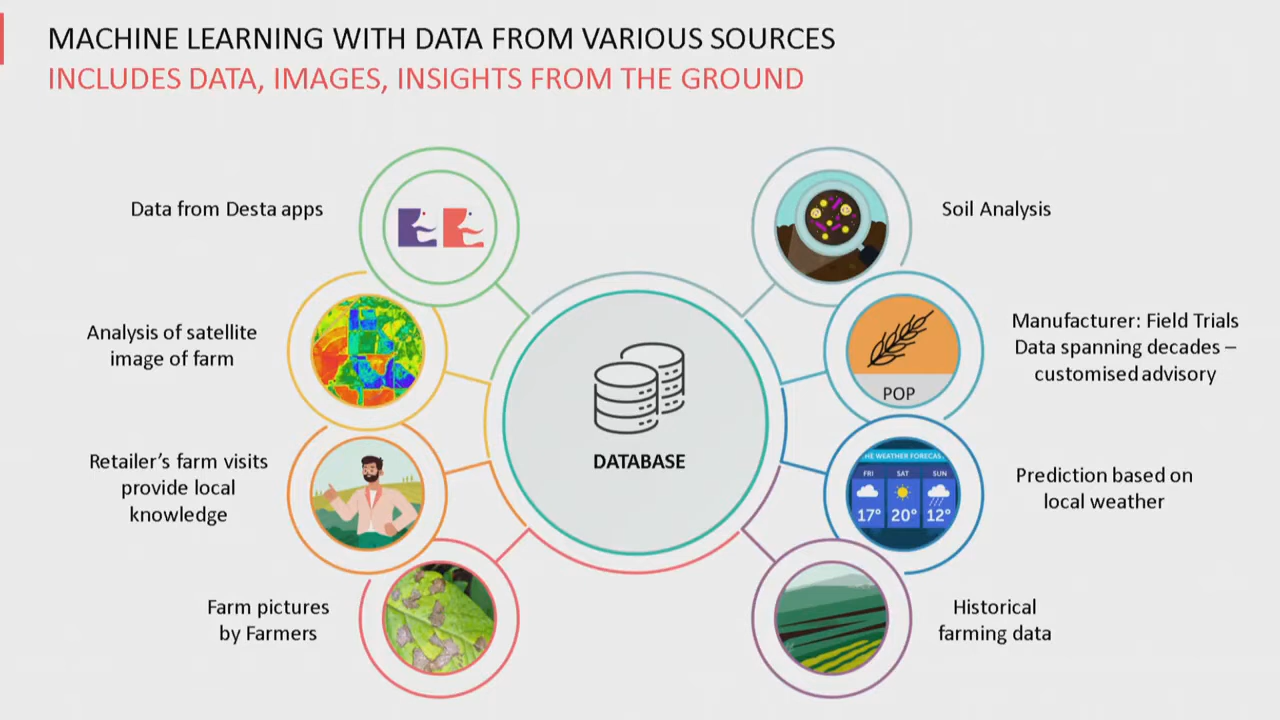 MACHINE LEARNING WITH DATA FROM VARIOUS SOURCES
INCLUDES DATA, IMAGES, INSIGHTS FROM THE GROUND
Data from Desta apps
Analysis of satellite
image of farm
Retailer's farm visits
provide local
knowledge
Farm pictures
by Farmers
DATABASE
Soil Analysis
Manufacturer: Field Trials
Data spanning decades –
customised advisory
POP
Prediction based on
local weather
HE WEATHER FORECAS
FRI SAT SUN
17° 20° 12°
Historical
farming data